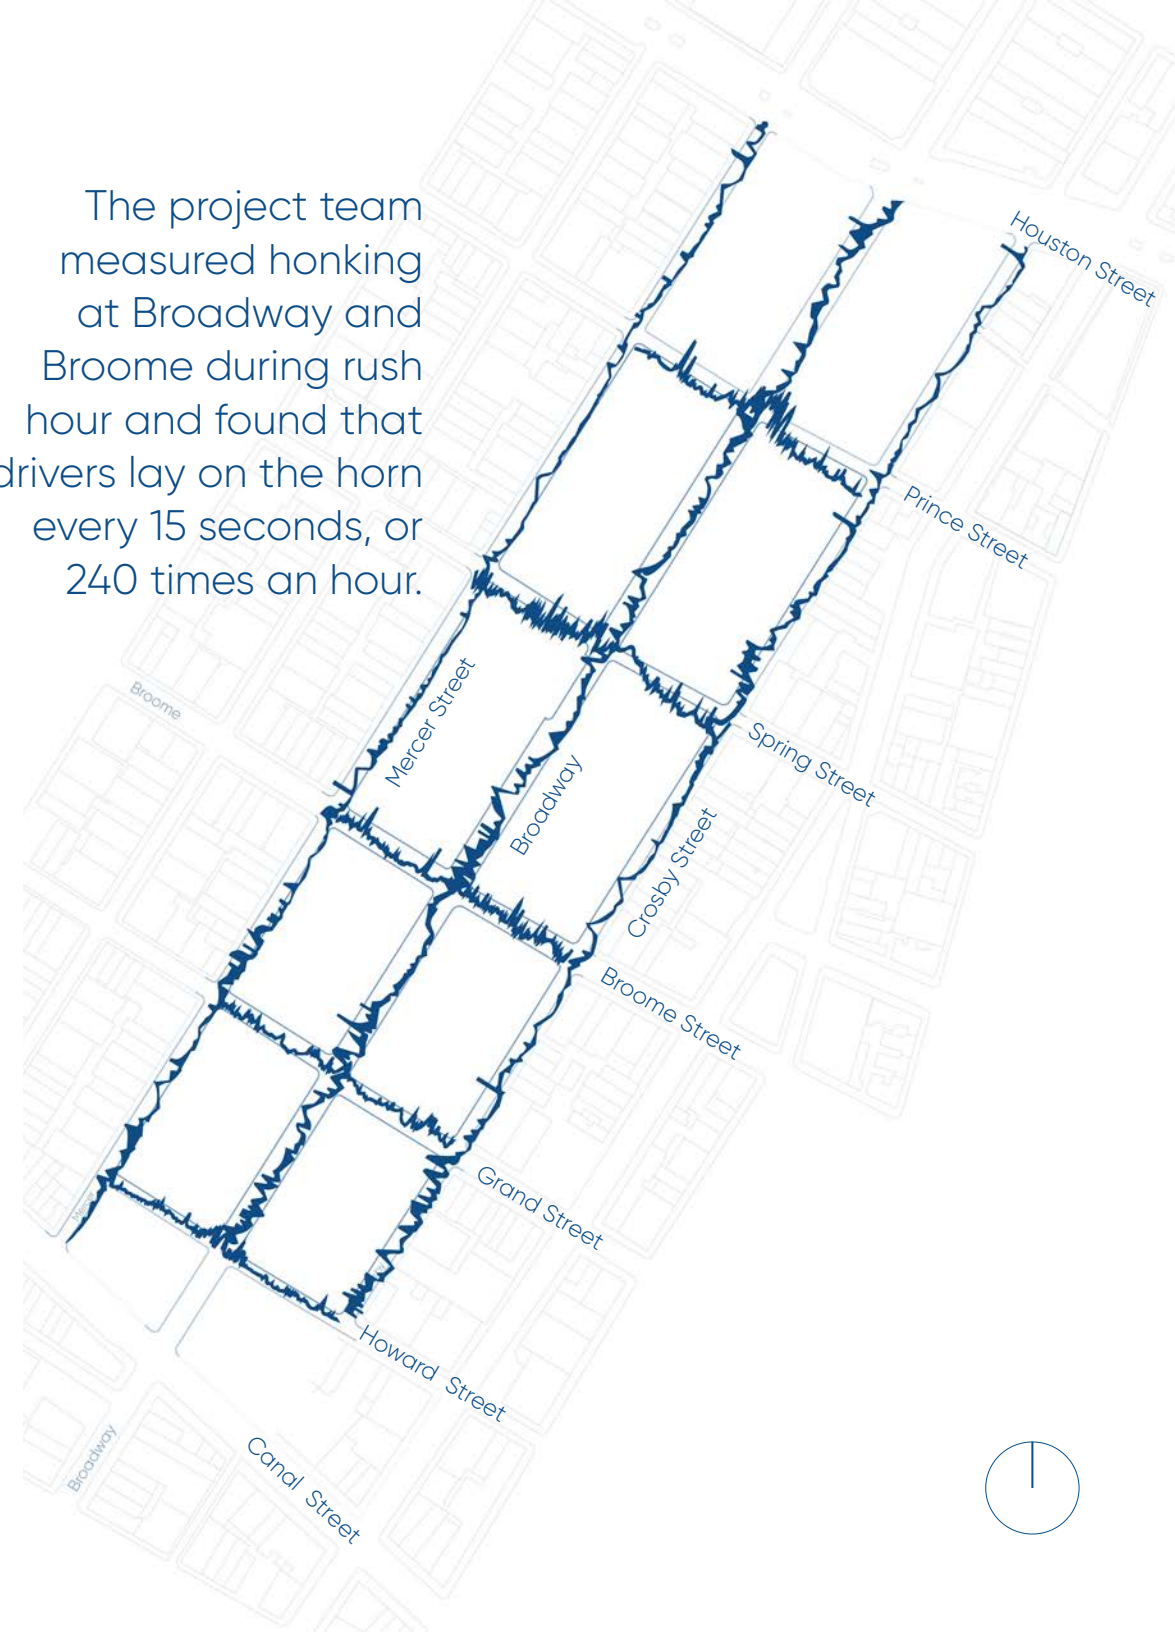 The project team
measured honking
at Broadway and
Broome during rush
hour and found that
drivers lay on the horn
every 15 seconds, or
240 times an hour.
Houston Street
Prince Street
Broome
Mercer Street
Spring Street
Broadway
Crosby Street
Broome Street
Grand Street
Mercer
Howard Street
Broadway
Canal Street